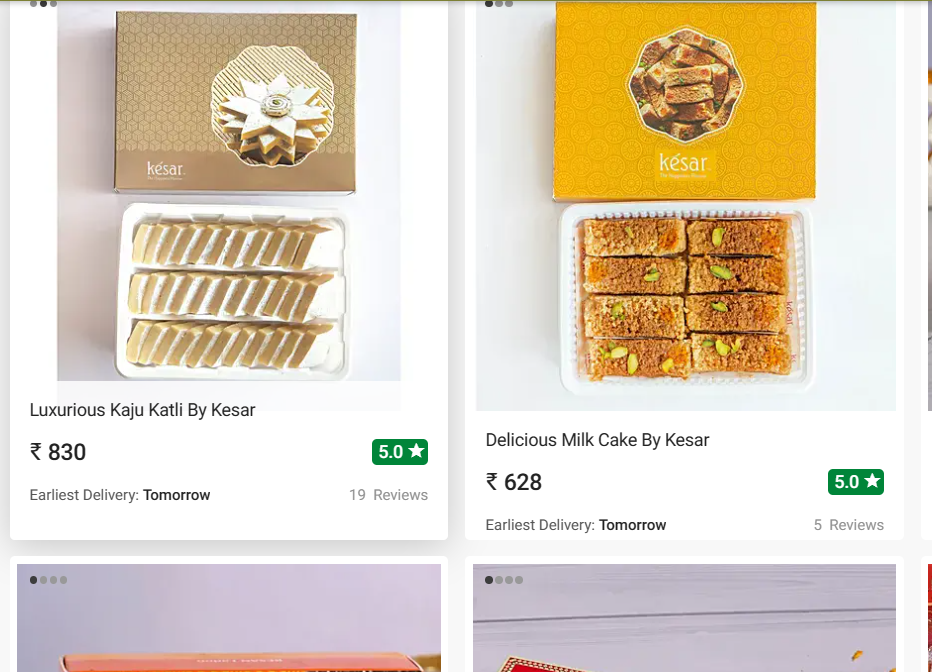 késar
késar
késar
Luxurious Kaju Katli By Kesar
₹ 830
5.0 ★
Earliest Delivery: Tomorrow
19 Reviews
Delicious Milk Cake By Kesar
₹ 628
5.0 ★
Earliest Delivery: Tomorrow
5 Reviews